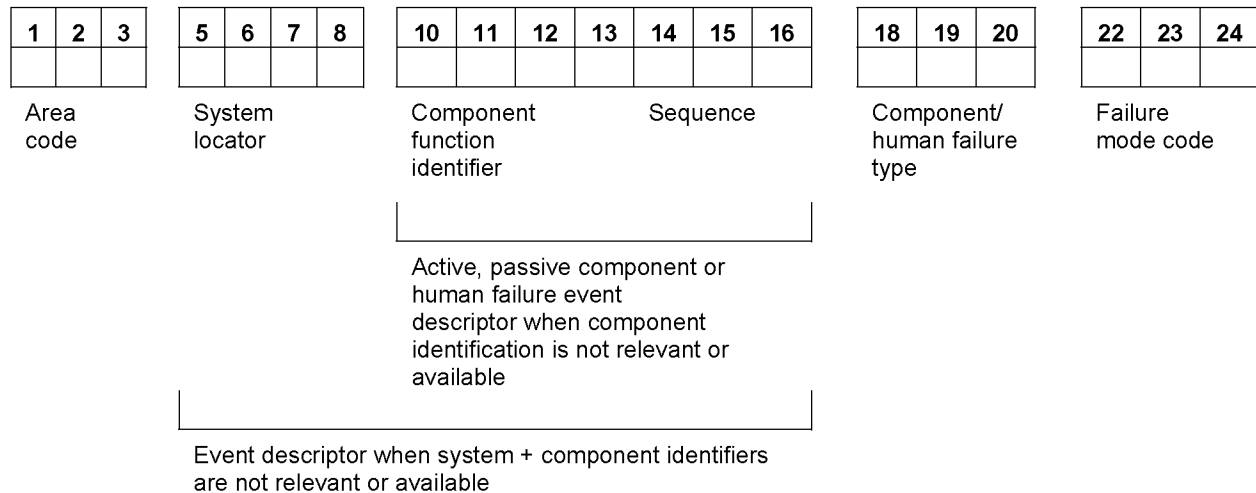 1 2 3 5 6 7 8 10 11 12 13 14 15 16 18 19 20 22 23 24
Area
code
System
locator
Component
function
identifier
Sequence
Component/
human failure
type
Failure
mode code
Active, passive component or
human failure event
descriptor when component
identification is not relevant or
available
Event descriptor when system + component identifiers
are not relevant or available